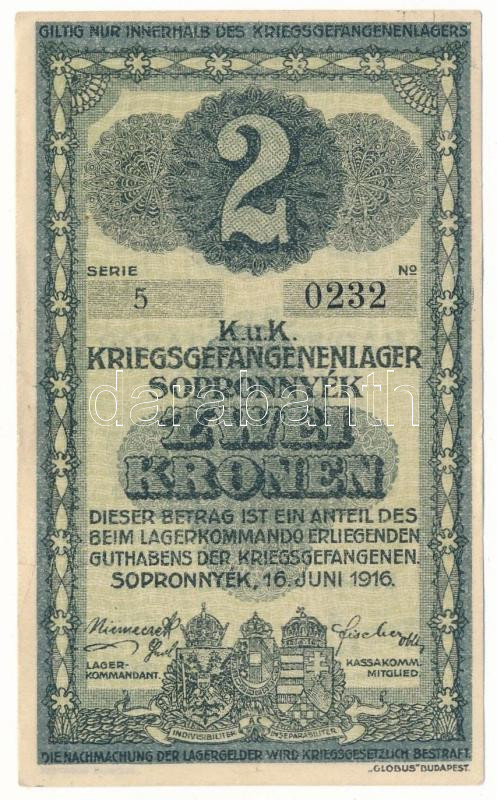 GILTIG NUR INNERHALB DES KRIEGSGEFANGENENLAGERS
2
SERIE No
5 0232
K.u.K.
KRIEGSGEFANGENENLAGER
SOPRONNYÉK
darabanth
ZWEI
KRONEN
DIESER BETRAG IST EIN ANTEIL DES
BEIM LAGERKOMMANDO ERLIEGENDEN
GUTHABENS DER KRIEGSGEFANGENEN.
SOPRONNYÉK, 16. JUNI 1916.
Fischer
LAGER-
KOMMANDANT.
KASSAKOMM.
MITGLIED.
INDIVISIBILITER AC INSEPARABILITER
DIE NACHMACHUNG DER LAGERGELDER WIRD KRIEGSGESETZLICH BESTRAFT.
„GLOBUS" BUDAPEST.